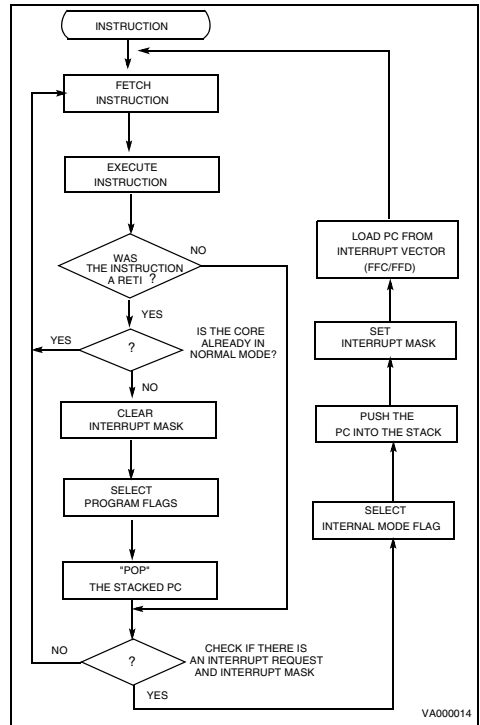 INSTRUCTION
FETCH
INSTRUCTION
EXECUTE
INSTRUCTION
WAS
THE INSTRUCTION
A RETI ?
NO
YES
YES
?
IS THE CORE
ALREADY IN
NORMAL MODE?
NO
CLEAR
INTERRUPT MASK
SELECT
PROGRAM FLAGS
"POP"
THE STACKED PC
NO
?
CHECK IF THERE IS
AN INTERRUPT REQUEST
AND INTERRUPT MASK
YES
SELECT
INTERNAL MODE FLAG
PUSH THE
PC INTO THE STACK
SET
INTERRUPT MASK
LOAD PC FROM
INTERRUPT VECTOR
(FFC/FFD)
VA000014